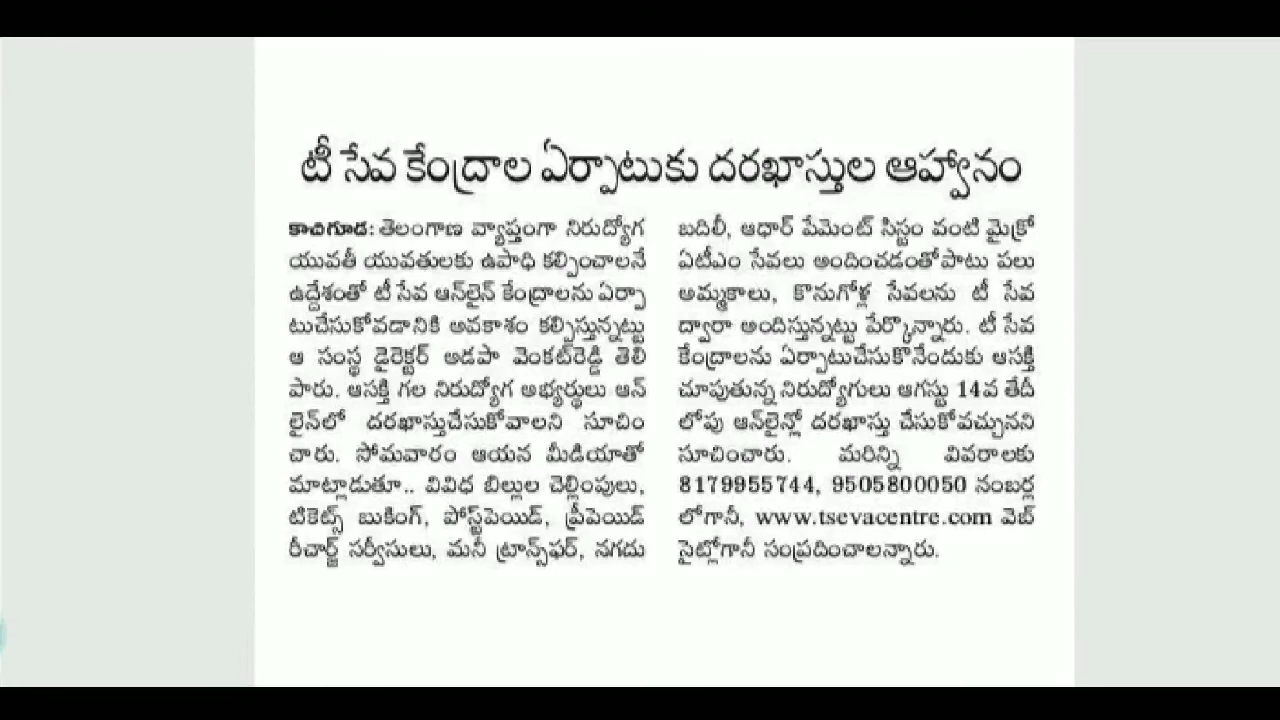 టీ సేవ కేంద్రాల ఏర్పాటుకు దరఖాస్తుల ఆహ్వానం
కాచిగూడ: తెలంగాణ వ్యాప్తంగా నిరుద్యోగ
యువతీ యువతులకు ఉపాధి కల్పించాలనే
ఉద్దేశంతో టీ సేవ ఆన్‌లైన్ కేంద్రాలను ఏర్పా
టుచేసుకోవడానికి అవకాశం కల్పిస్తున్నట్టు
ఆ సంస్థ డైరెక్టర్ అడపా వెంకట్‌రెడ్డి తెలి
పారు. ఆసక్తి గల నిరుద్యోగ అభ్యర్థులు ఆన్
లైన్‌లో దరఖాస్తుచేసుకోవాలని సూచిం
చారు. సోమవారం ఆయన మీడియాతో
మాట్లాడుతూ.. వివిధ బిల్లుల చెల్లింపులు,
టికెట్స్ బుకింగ్, పోస్ట్‌పెయిడ్, ప్రీపెయిడ్
రీచార్జ్ సర్వీసులు, మనీ ట్రాన్స్‌ఫర్, నగదు
బదిలీ, ఆధార్ పేమెంట్ సిస్టం వంటి మైక్రో
ఏటీఎం సేవలు అందించడంతోపాటు పలు
అమ్మకాలు, కొనుగోళ్ల సేవలను టీ సేవ
ద్వారా అందిస్తున్నట్టు పేర్కొన్నారు. టీ సేవ
కేంద్రాలను ఏర్పాటుచేసుకొనేందుకు ఆసక్తి
చూపుతున్న నిరుద్యోగులు ఆగస్టు 14వ తేదీ
లోపు ఆన్‌లైన్లో దరఖాస్తు చేసుకోవచ్చునని
సూచించారు. మరిన్ని వివరాలకు
8179955744, 9505800050 నంబర్ల
లోగానీ, www.tsevacentre.com వెబ్
సైట్లోగానీ సంప్రదించాలన్నారు.